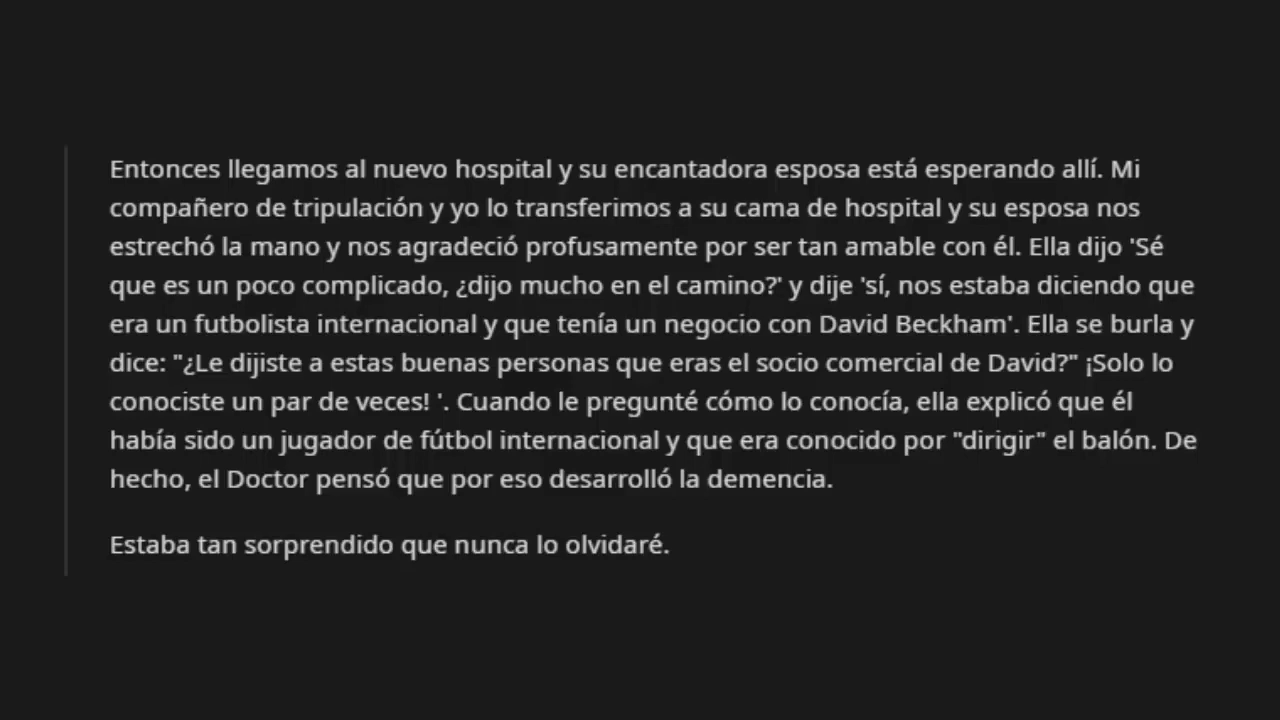 Entonces llegamos al nuevo hospital y su encantadora esposa está esperando allí. Mi
compañero de tripulación y yo lo transferimos a su cama de hospital y su esposa nos
estrechó la mano y nos agradeció profusamente por ser tan amable con él. Ella dijo 'Sé
que es un poco complicado, ¿dijo mucho en el camino?' y dije 'sí, nos estaba diciendo que
era un futbolista internacional y que tenía un negocio con David Beckham'. Ella se burla y
dice: "¿Le dijiste a estas buenas personas que eras el socio comercial de David?" ¡Solo lo
conociste un par de veces! '. Cuando le pregunté cómo lo conocía, ella explicó que él
había sido un jugador de fútbol internacional y que era conocido por "dirigir" el balón. De
hecho, el Doctor pensó que por eso desarrolló la demencia.
Estaba tan sorprendido que nunca lo olvidaré.